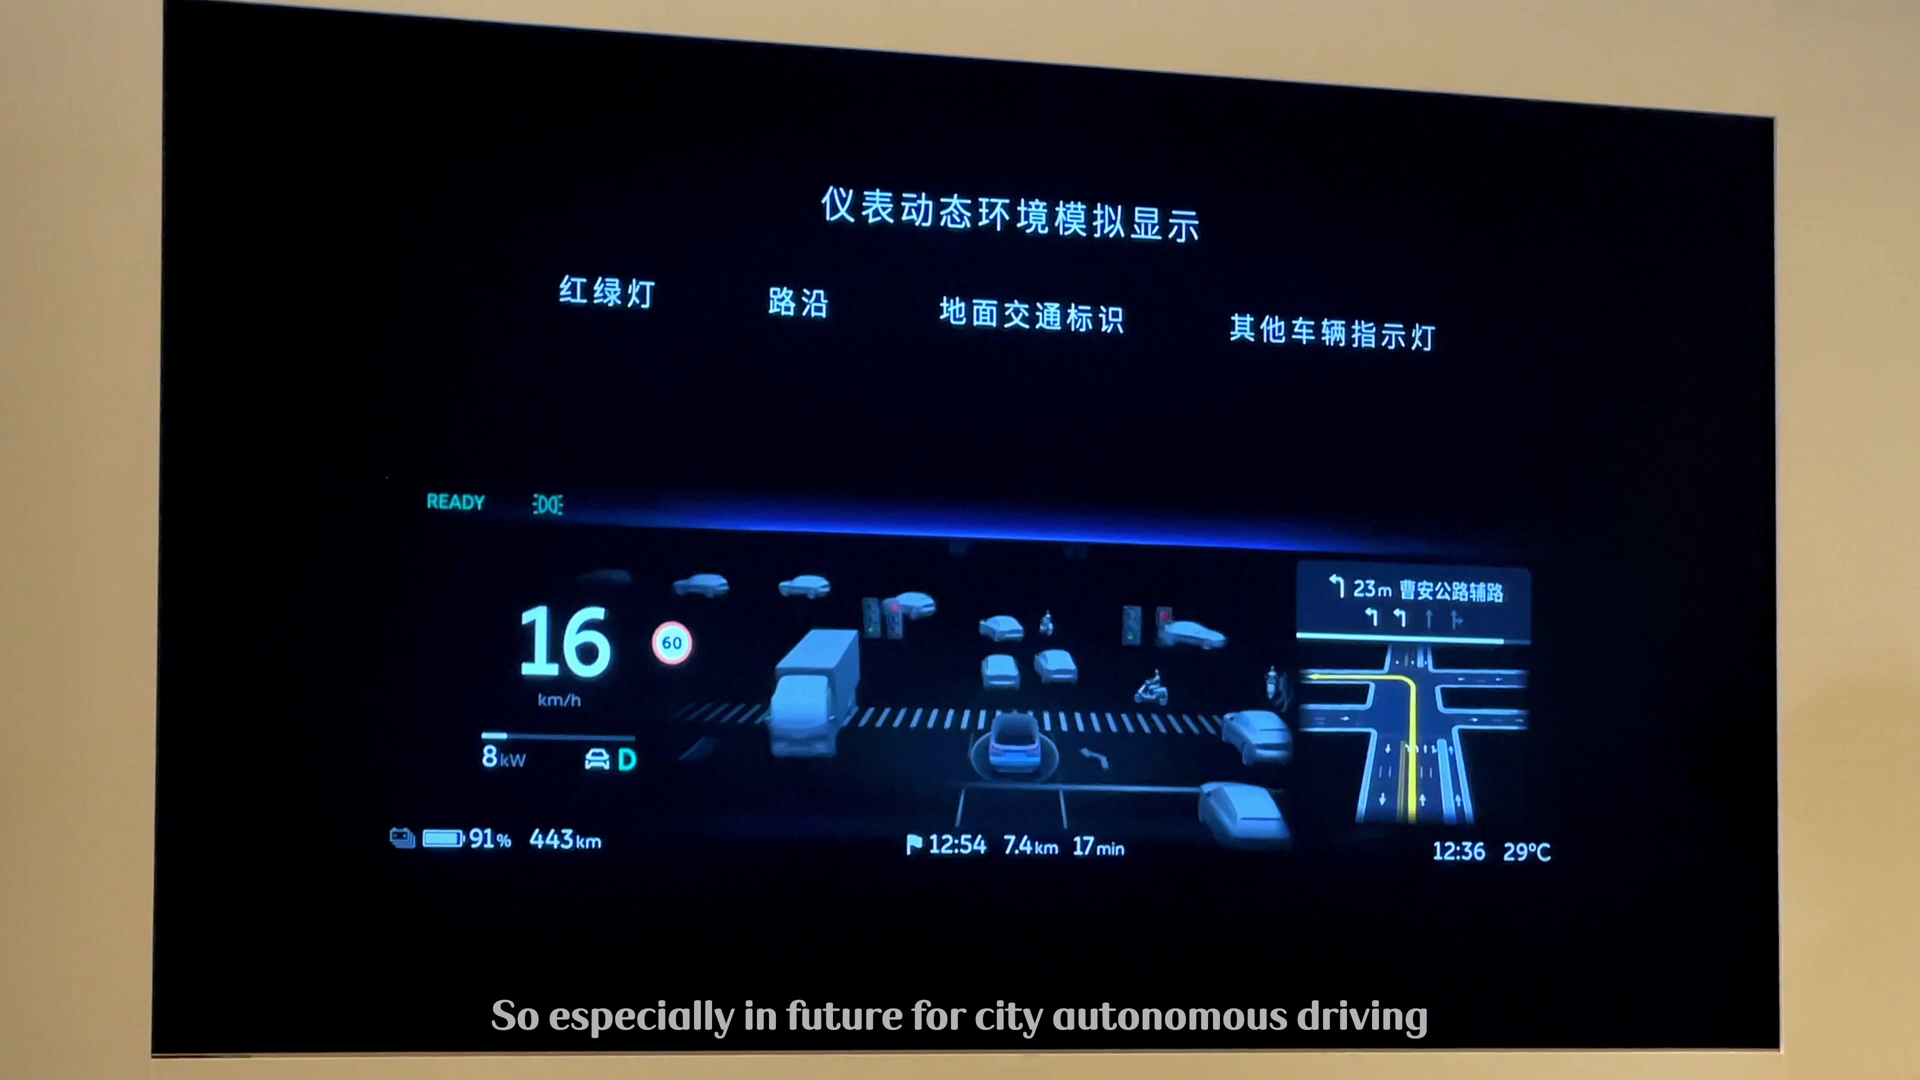 仪表动态环境模拟显示
红绿灯 路沿 地面交通标识 其他车辆指示灯
READY
23m 曹安公路辅路
16
60
km/h
8kW D
91% 443km
12:54 7.4km 17min
12:36 29°C
So especially in future for city autonomous driving